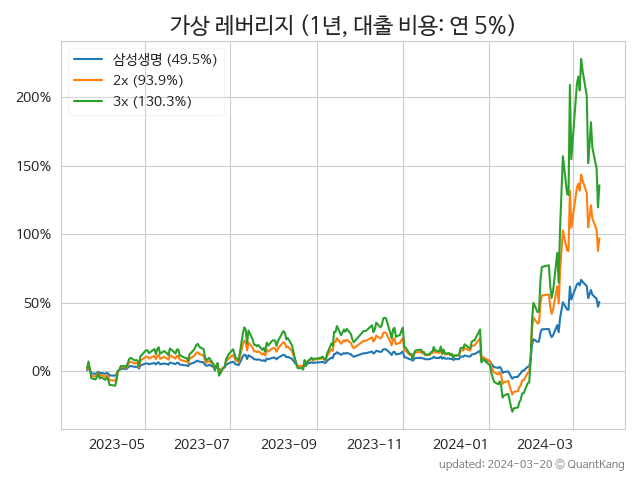 가상 레버리지 (1년, 대출 비용: 연 5%)
삼성생명 (49.5%)
2x (93.9%)
3x (130.3%)
200%
150%
100%
50%
0%
2023-05 2023-07 2023-09 2023-11 2024-01 2024-03
updated: 2024-03-20 © QuantKang